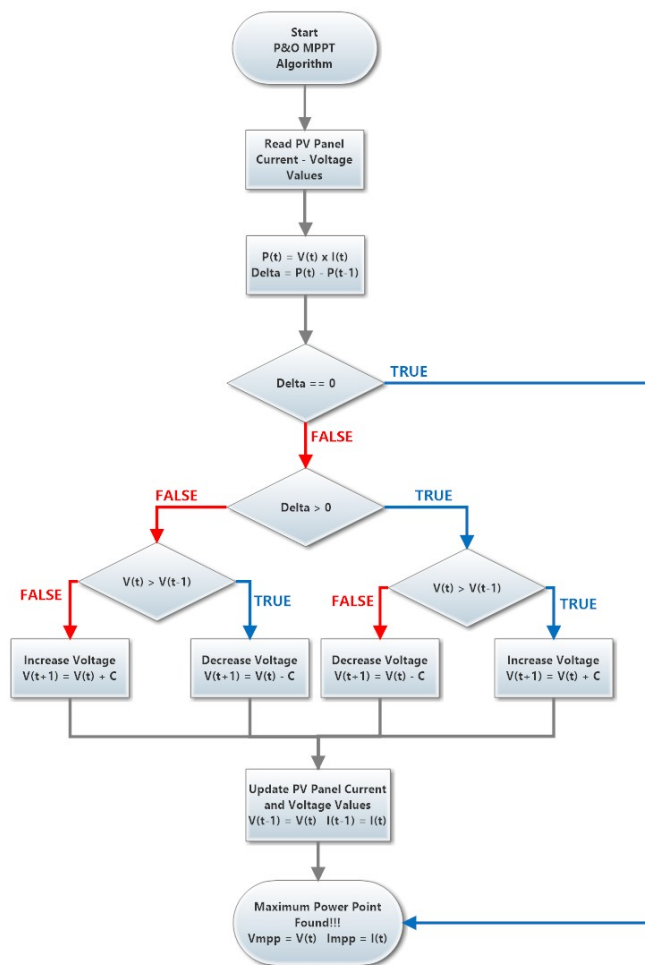 Start
P&O MPPT
Algorithm
Read PV Panel
Current - Voltage
Values
P(t) = V(t) x I(t)
Delta = P(t) - P(t-1)
Delta == 0
TRUE
FALSE
Delta > 0
FALSE
TRUE
V(t) > V(t-1)
FALSE
TRUE
V(t) > V(t-1)
FALSE
TRUE
Increase Voltage
V(t+1) = V(t) + C
Decrease Voltage
V(t+1) = V(t) - C
Decrease Voltage
V(t+1) = V(t) - C
Increase Voltage
V(t+1) = V(t) + C
Update PV Panel Current
and Voltage Values
V(t-1) = V(t) I(t-1) = I(t)
Maximum Power Point
Found!!!
Vmpp = V(t) Impp = I(t)